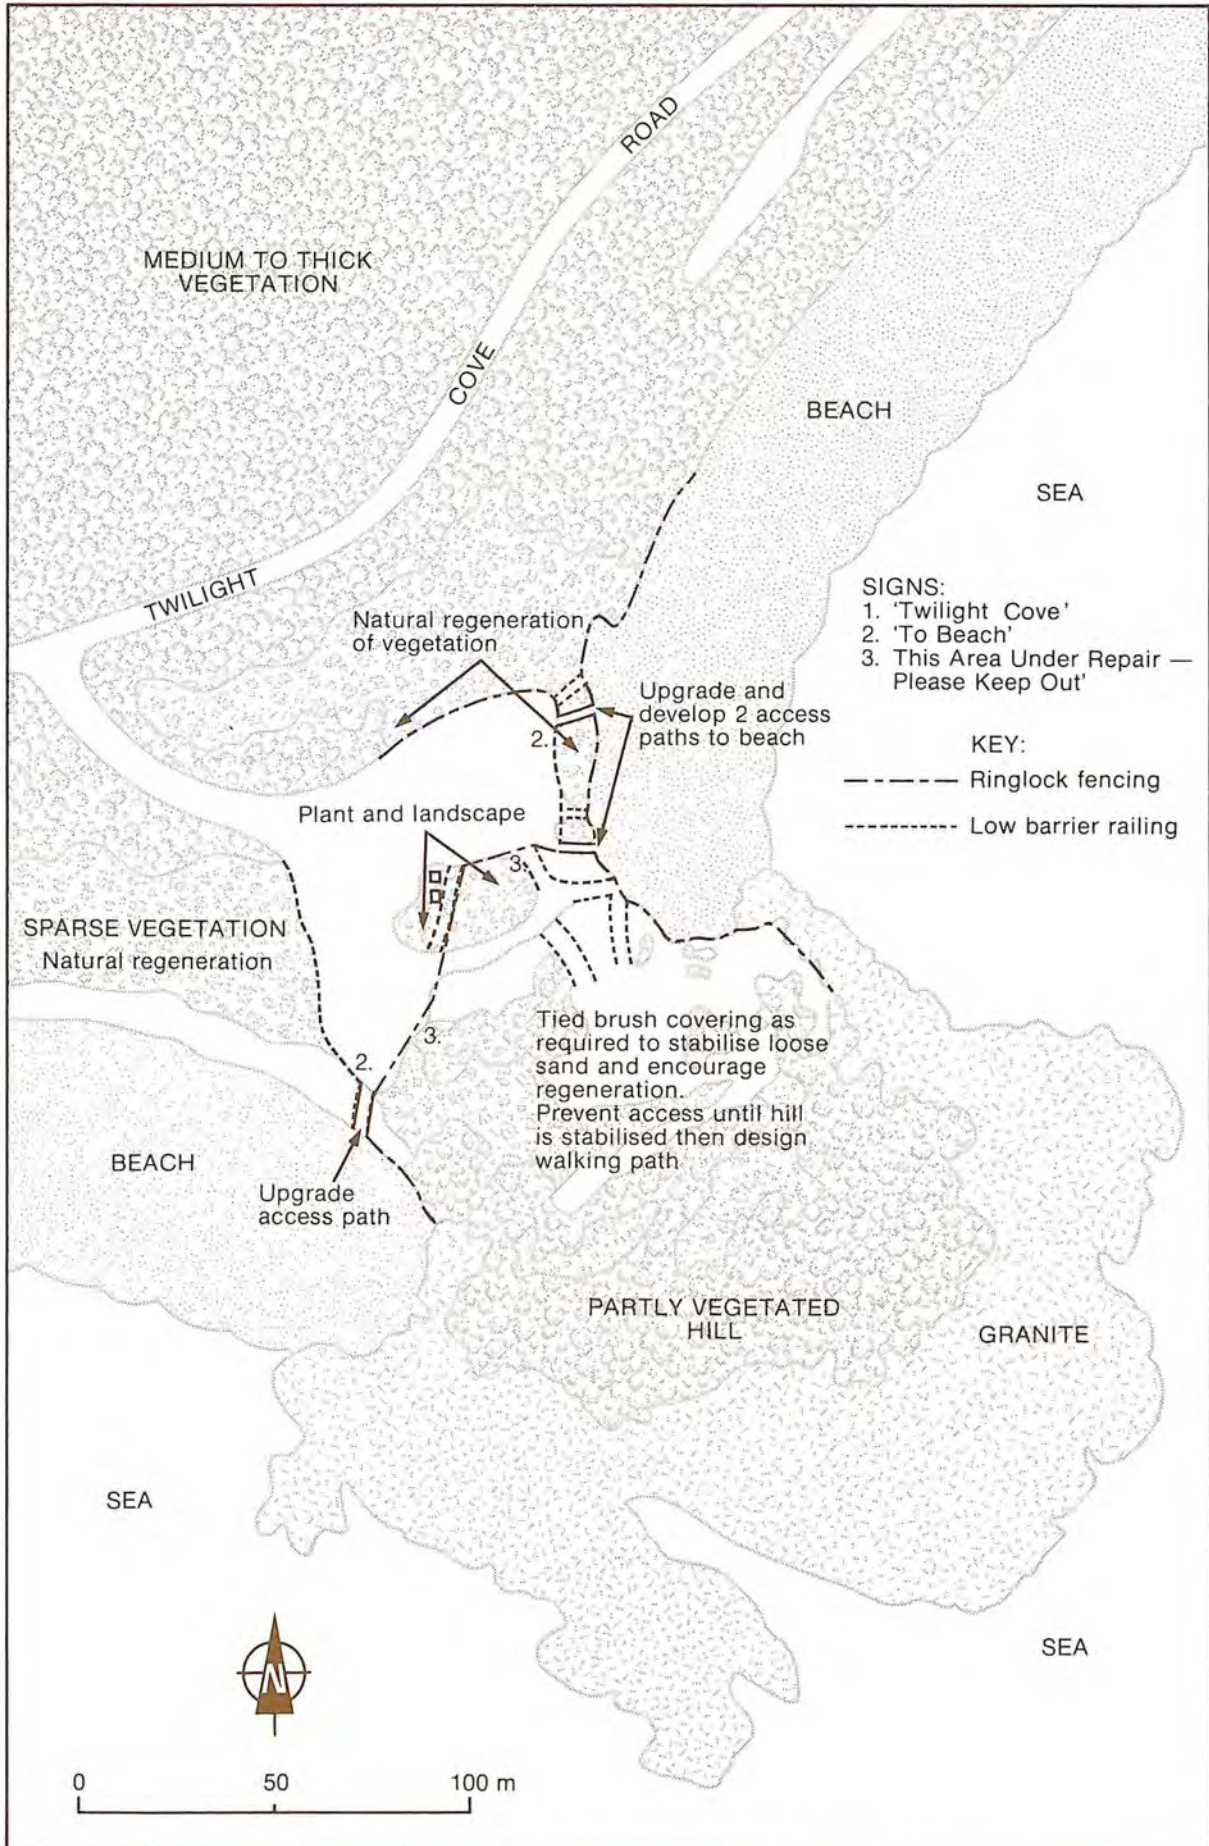 ROAD
MEDIUM TO THICK
VEGETATION
COVE
BEACH
SEA
TWILIGHT
SIGNS:
1. 'Twilight Cove'
2. 'To Beach'
3. This Area Under Repair —
Please Keep Out'
Natural regeneration
of vegetation
Upgrade and
develop 2 access
paths to beach
2.
KEY:
Ringlock fencing
Low barrier railing
Plant and landscape
3.
SPARSE VEGETATION
Natural regeneration
Tied brush covering as
required to stabilise loose
sand and encourage
regeneration.
Prevent access until hill
is stabilised then design
walking path
3.
2.
BEACH
Upgrade
access path
PARTLY VEGETATED
HILL
GRANITE
SEA
SEA
N
0 50 100 m